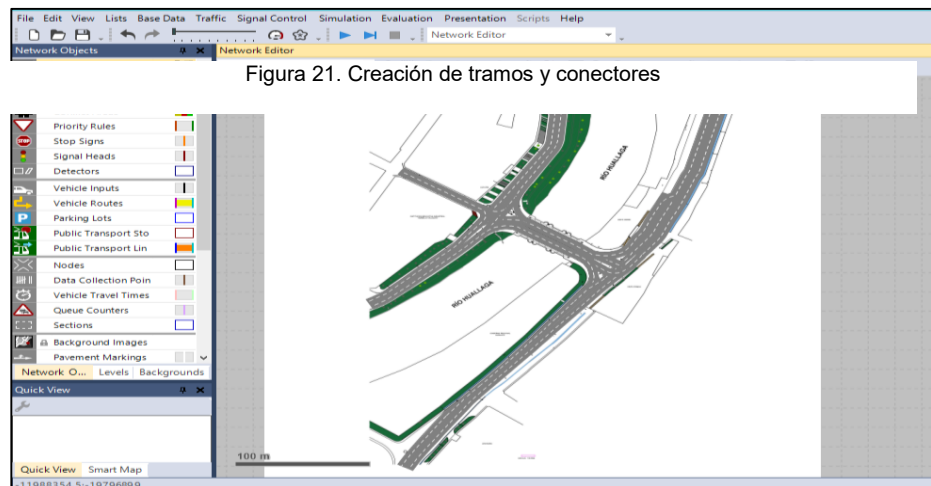 File Edit View Lists Base Data Traffic Signal Control Simulation Evaluation Presentation Scripts Help
Network Editor
Network Objects
Network Editor
Figura 21. Creación de tramos y conectores
Priority Rules
Stop Signs
Signal Heads
Detectors
Vehicle Inputs
Vehicle Routes
P Parking Lots
Public Transport Sto
Public Transport Lin
Nodes
Data Collection Poin
Vehicle Travel Times
Queue Counters
Sections
Background Images
Pavement Markings
Network O... Levels Backgrounds
Quick View
Quick View Smart Map
RÍO HUALLAGA
RÍO HUALLAGA
100 m